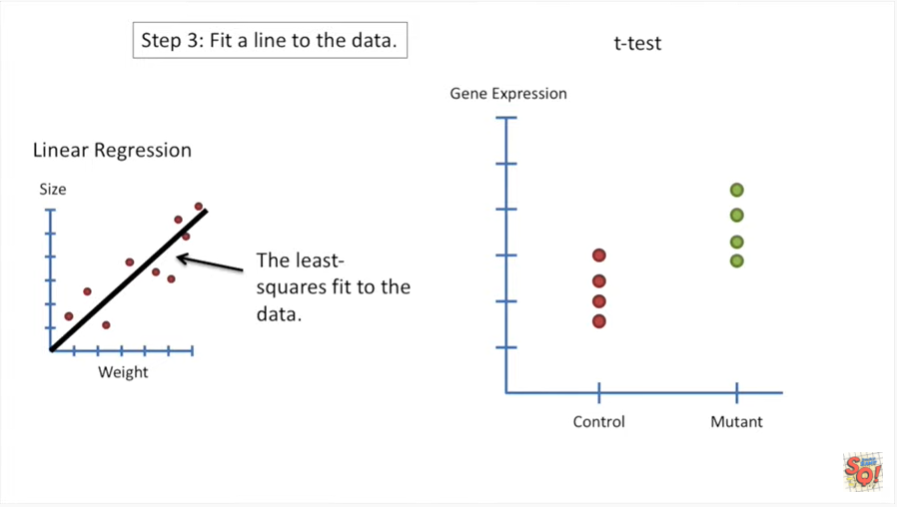 Step 3: Fit a line to the data.
t-test
Linear Regression
Size
Weight
The least-
squares fit to the
data.
Gene Expression
Control
Mutant
SQ!